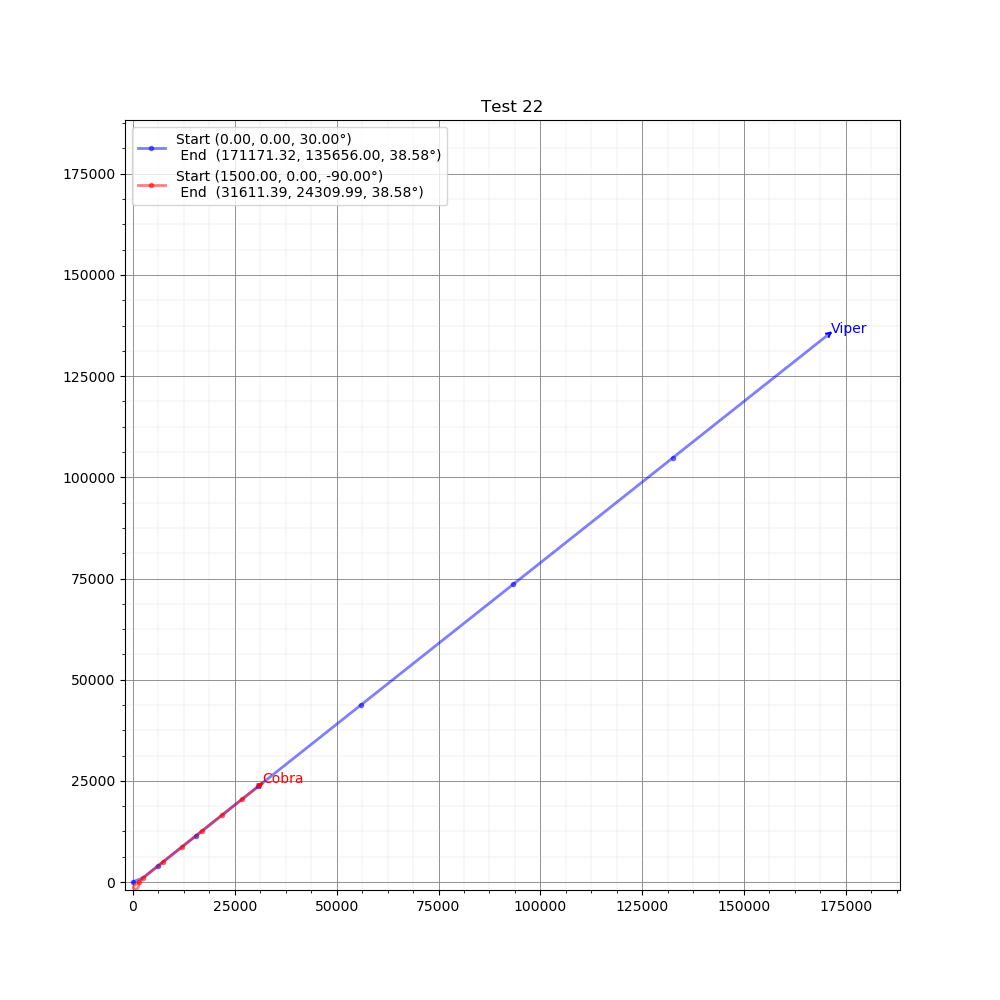 Test 22
Start (0.00, 0.00, 30.00°)
End  (171171.32, 135656.00, 38.58°)
Start (1500.00, 0.00, -90.00°)
End  (31611.39, 24309.99, 38.58°)
175000
150000
Viper
125000
100000
75000
50000
25000
Cobra
0
0 25000 50000 75000 100000 125000 150000 175000